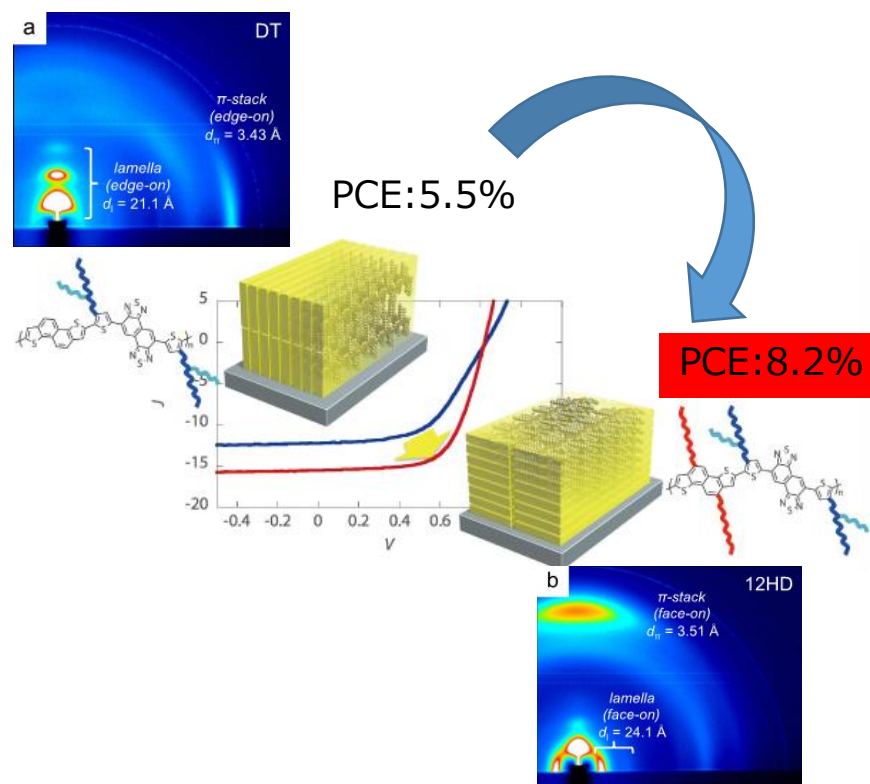 a
DT
π-stack
(edge-on)
dπ = 3.43 Å
lamella
(edge-on)
dl = 21.1 Å
PCE:5.5%
PCE:8.2%
5
0
-5
-10
-15
-20
-0.4
-0.2
0
0.2
0.4
0.6
V
J
S
S
S
N
S
N
N
S
N
S
n
S
S
S
N
S
N
N
S
N
S
n
b
12HD
π-stack
(face-on)
dπ = 3.51 Å
lamella
(face-on)
dl = 24.1 Å